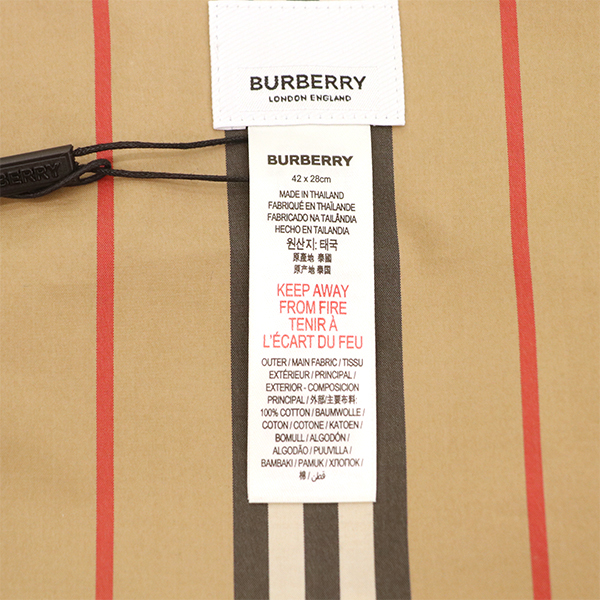 BURBERRY
LONDON ENGLAND
BURBERRY
BURBERRY
42 x 28cm
MADE IN THAILAND
FABRIQUÉ EN THAÏLANDE
FABRICADO NA TAILÂNDIA
HECHO EN TAILANDIA
원산지: 태국
原產地 泰國
原产地 泰国
KEEP AWAY
FROM FIRE
TENIR À
L'ÉCART DU FEU
OUTER / MAIN FABRIC / TISSU
EXTÉRIEUR / PRINCIPAL /
EXTERIOR - COMPOSICION
PRINCIPAL / 外部/主要布料:
100% COTTON / BAUMWOLLE /
COTON / COTONE / KATOEN /
BOMULL / ALGODÓN /
ALGODÃO / PUUVILLA /
BAMBAKI / PAMUK / ХЛОПОК /
棉 / قطن /